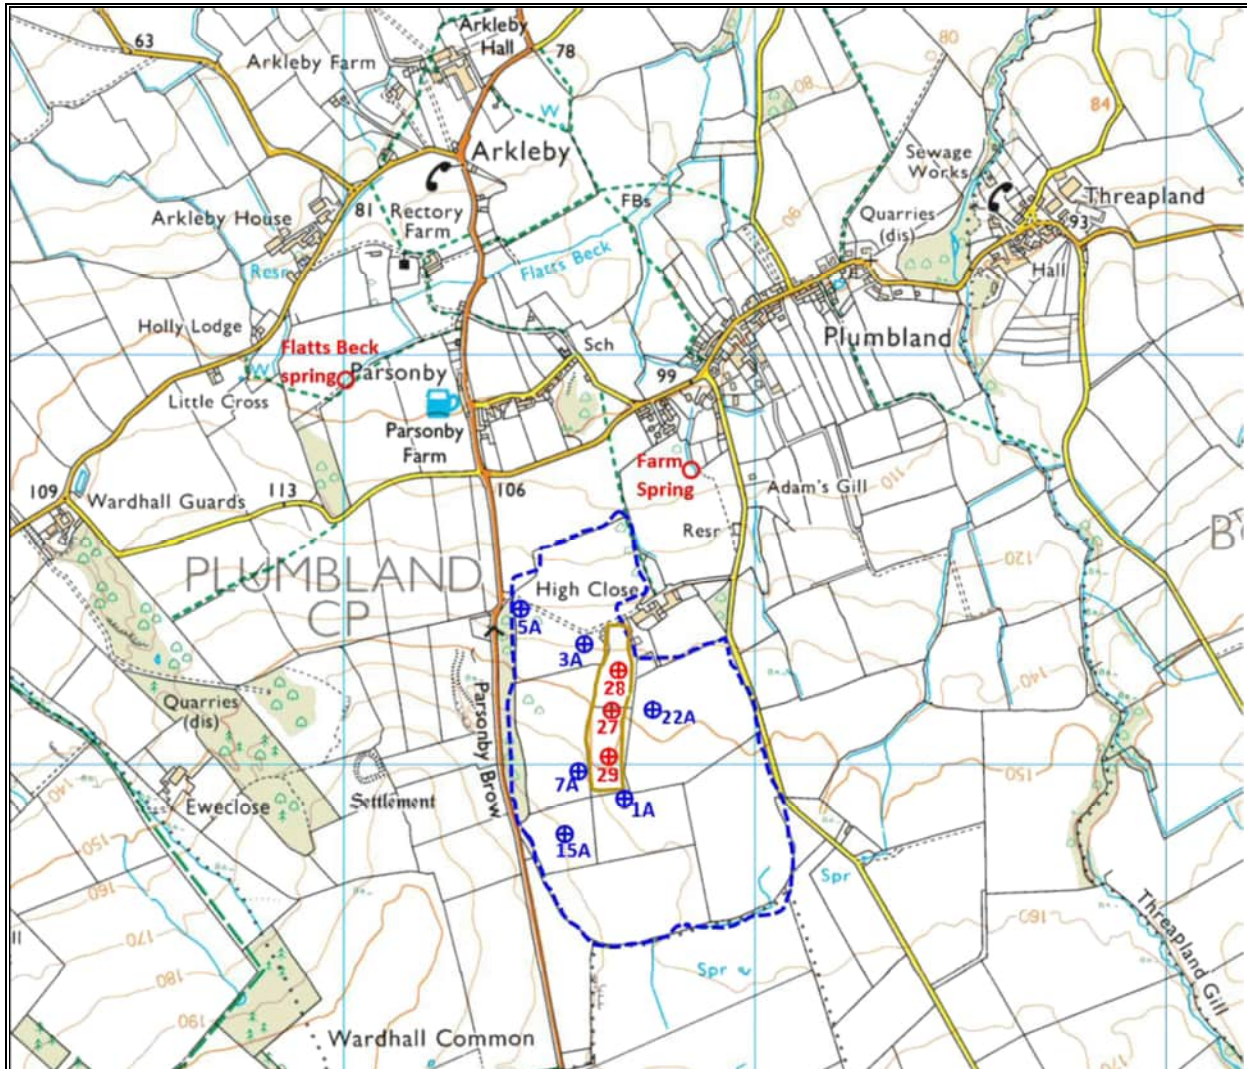 63
Arkleby
Hall
78
Arkleby Farm
80
80
84
W
Arkleby
Sewage
Works
Threapland
Arkleby House
81
Rectory
Farm
FBs
90
Quarries
(dis)
93
Resr
Flatts Beck
Hall
Holly Lodge
Plumbland
Flatts Beck
spring
Parsonby
Sch
W
99
Little Cross
Parsonby
Farm
Farm
Spring
110
109
Wardhall Guards
113
106
Adam's Gill
Resr
PLUMBLAND
CP
High Close
120
5A
3A
28
140
Quarries
(dis)
Parsonby Brow
27
22A
29
150
7A
140
Eweclose
Settlement
1A
150
15A
Spr
160
160
170
Threapland Gill
Spr
180
190
Wardhall Common
170